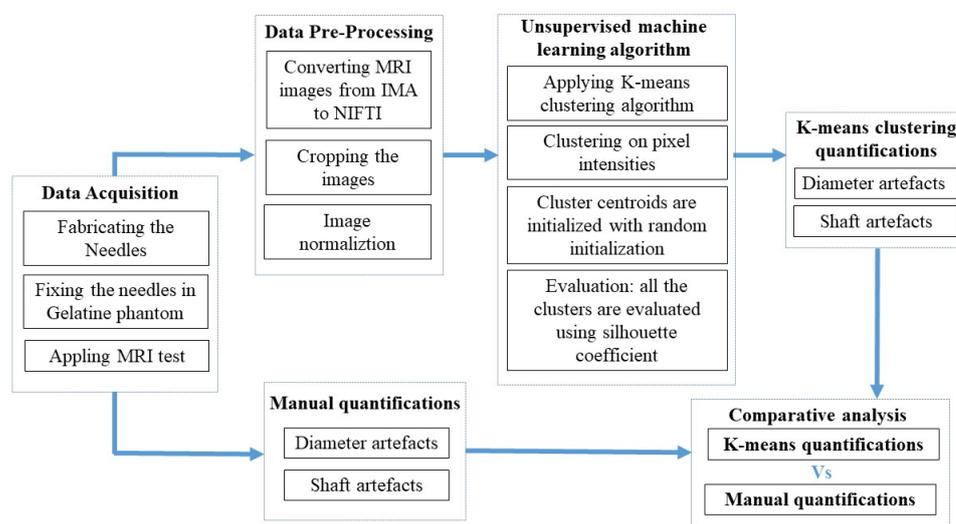 Data Acquisition
Fabricating the
Needles
Fixing the needles in
Gelatine phantom
Appling MRI test
Data Pre-Processing
Converting MRI
images from IMA
to NIFTI
Cropping the
images
Image
normaliztion
Unsupervised machine
learning algorithm
Applying K-means
clustering algorithm
Clustering on pixel
intensities
Cluster centroids are
initialized with random
initialization
Evaluation: all the
clusters are evaluated
using silhouette
coefficient
K-means clustering
quantifications
Diameter artefacts
Shaft artefacts
Manual quantifications
Diameter artefacts
Shaft artefacts
Comparative analysis
K-means quantifications
Vs
Manual quantifications